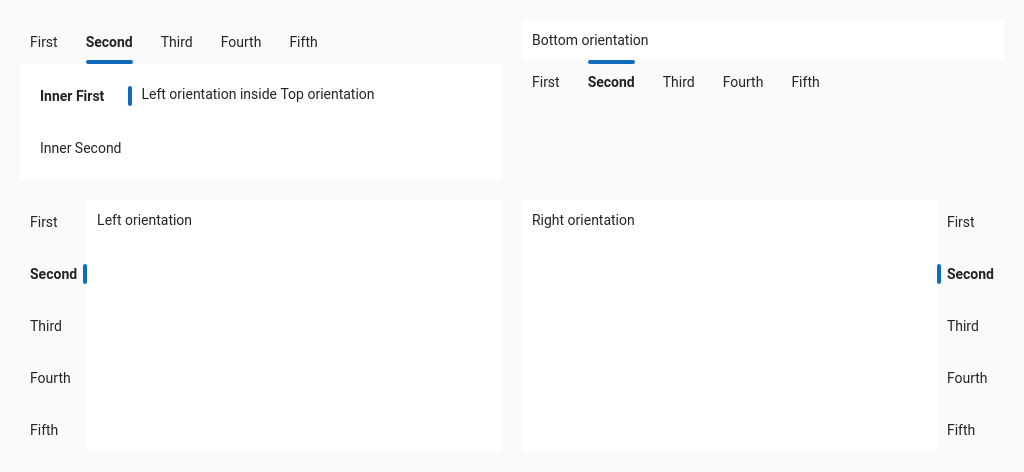 First Second Third Fourth Fifth
Inner First Left orientation inside Top orientation
Inner Second
Bottom orientation
First Second Third Fourth Fifth
First
Second
Third
Fourth
Fifth
Left orientation
Right orientation
First
Second
Third
Fourth
Fifth